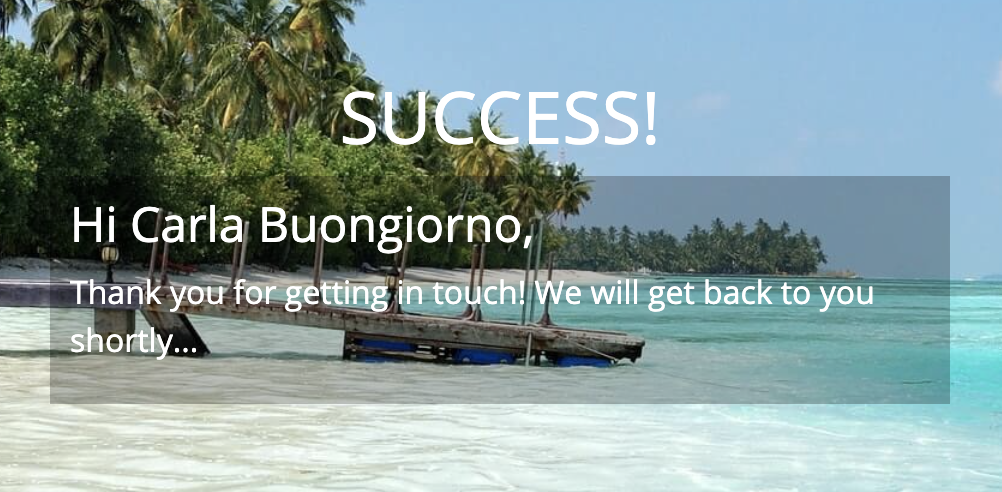 SUCCESS!
Hi Carla Buongiorno,
Thank you for getting in touch! We will get back to you
shortly...